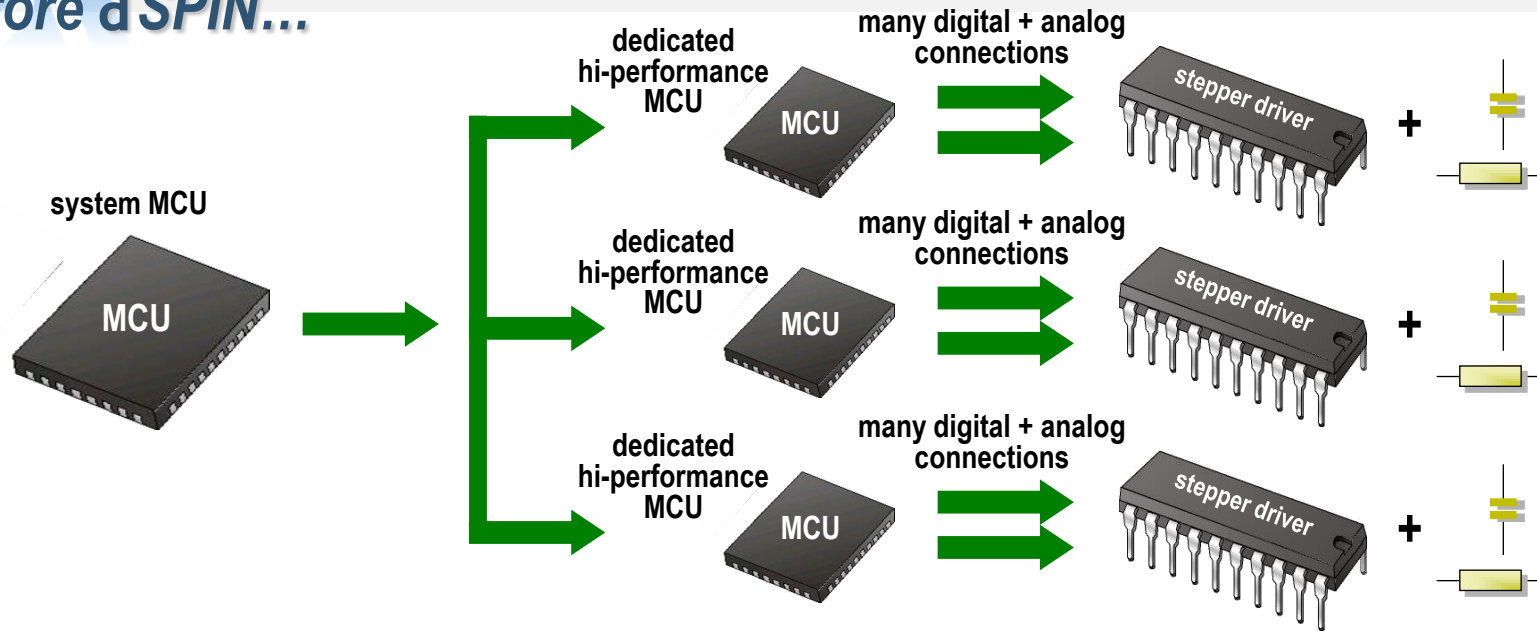 ore dSPIN...
system MCU
MCU
dedicated
hi-performance
MCU
MCU
many digital + analog
connections
stepper driver
+
dedicated
hi-performance
MCU
MCU
many digital + analog
connections
stepper driver
+
dedicated
hi-performance
MCU
MCU
many digital + analog
connections
stepper driver
+